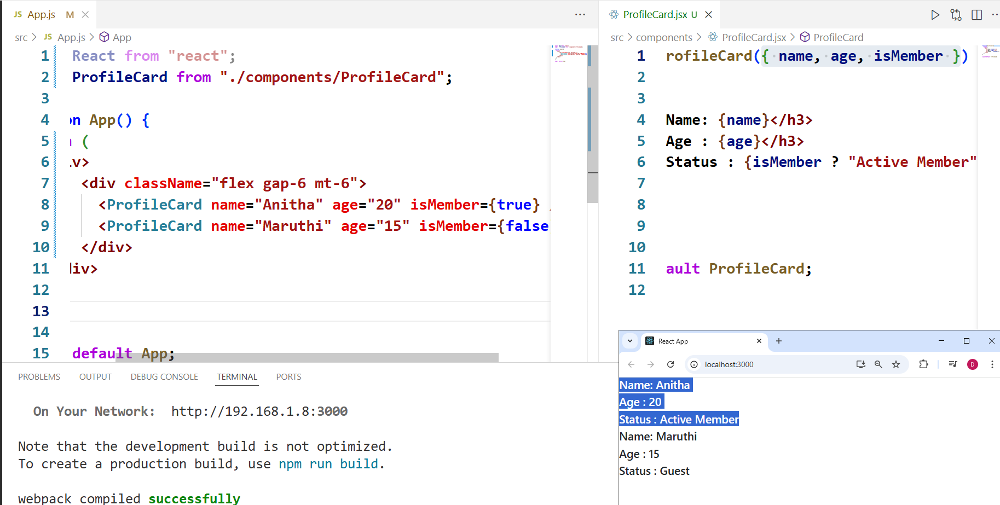 JS App.js M
src > JS App.js > App
1 React from "react";
2 ProfileCard from "./components/ProfileCard";
3
4 on App() {
5 (
6 iv>
7 <div className="flex gap-6 mt-6">
8 <ProfileCard name="Anitha" age="20" isMember={true} /
9 <ProfileCard name="Maruthi" age="15" isMember={false
10 </div>
11 div>
12
13
14
15 default App;
ProfileCard.jsx U
src > components > ProfileCard.jsx > ProfileCard
1 rofileCard({ name, age, isMember })
2
3
4 Name: {name}</h3>
5 Age : {age}</h3>
6 Status : {isMember ? "Active Member"
7
8
9
10
11 ault ProfileCard;
12
PROBLEMS OUTPUT DEBUG CONSOLE TERMINAL PORTS
On Your Network: http://192.168.1.8:3000
Note that the development build is not optimized.
To create a production build, use npm run build.
webpack compiled successfully
React App
localhost:3000
D
Name: Anitha
Age : 20
Status : Active Member
Name: Maruthi
Age : 15
Status : Guest